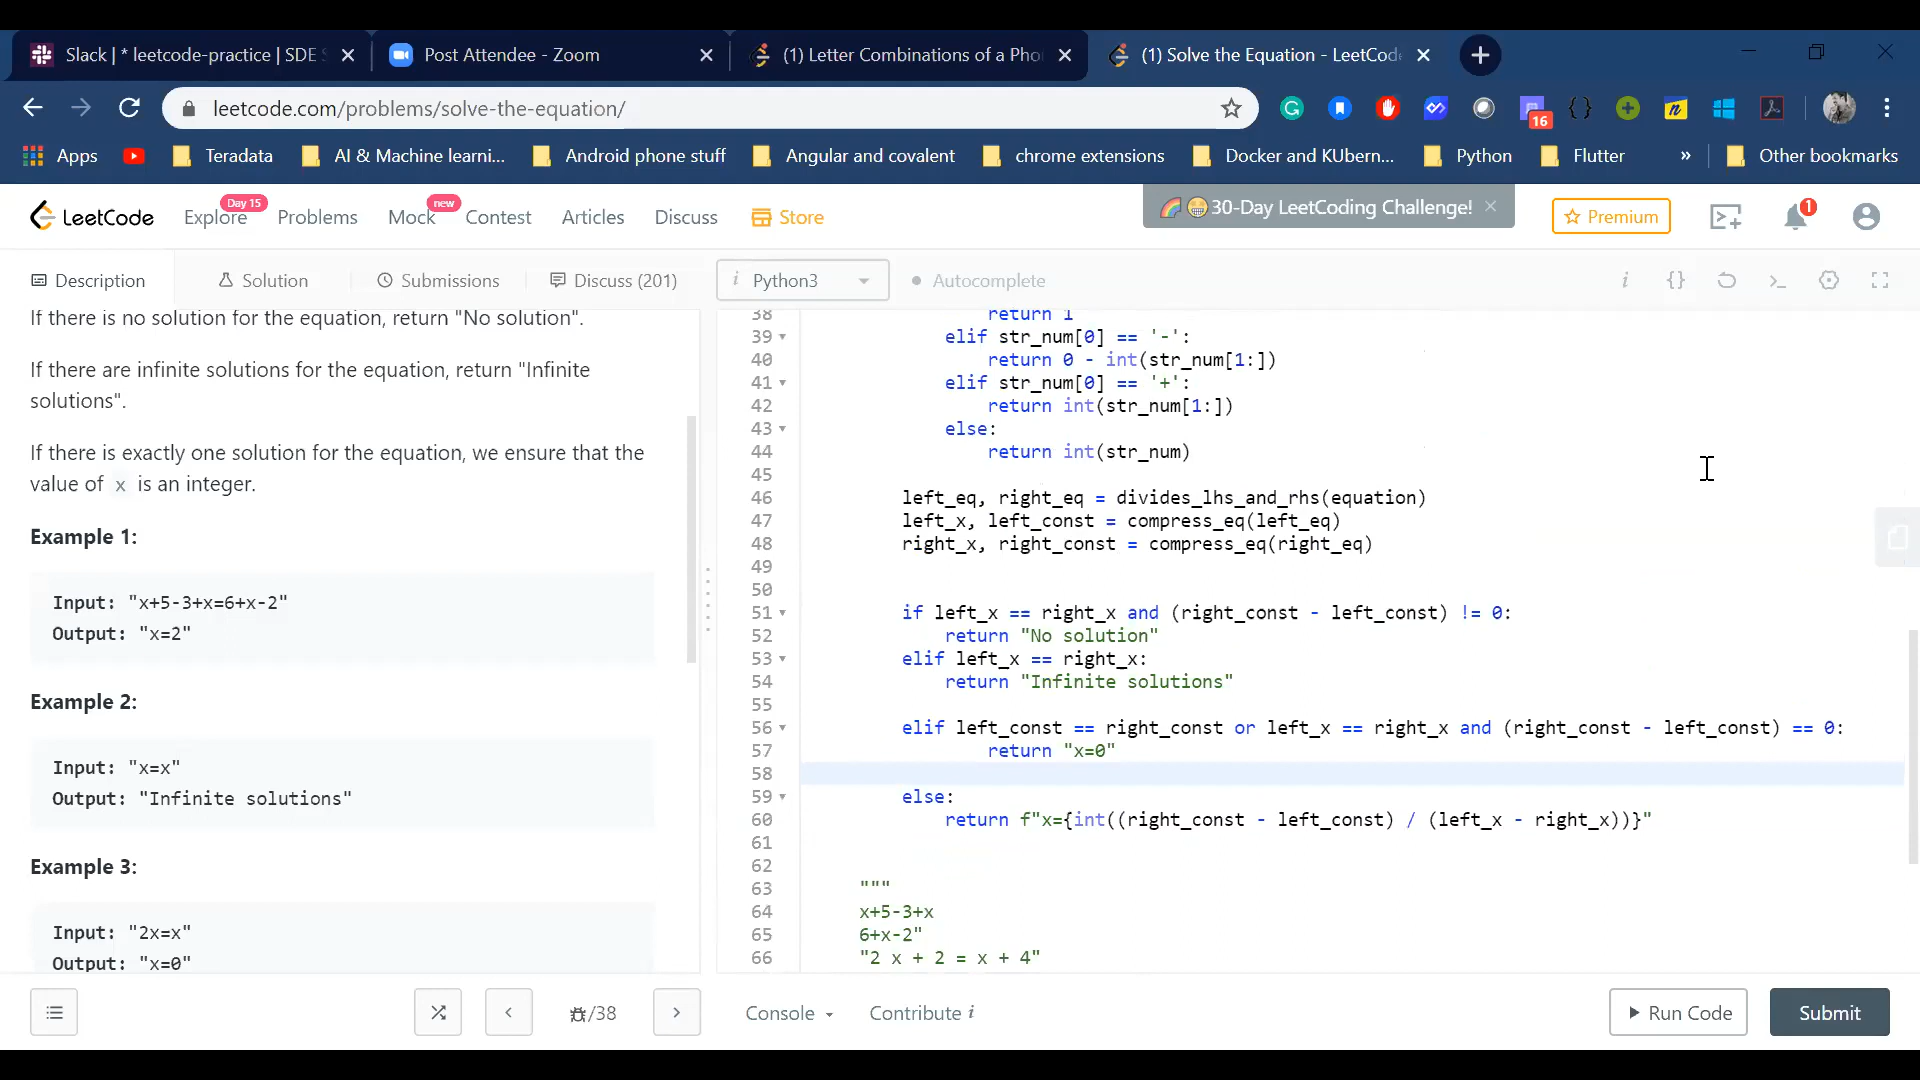 Slack | * leetcode-practice | SDE S
Post Attendee - Zoom
(1) Letter Combinations of a Pho
(1) Solve the Equation - LeetCode
leetcode.com/problems/solve-the-equation/
16
Apps
Teradata
AI & Machine learni...
Android phone stuff
Angular and covalent
chrome extensions
Docker and KUbern...
Python
Flutter
»
Other bookmarks
LeetCode
Explore
Day 15
Problems
Mock
new
Contest
Articles
Discuss
Store
30-Day LeetCoding Challenge!
Premium
1
Description
Solution
Submissions
Discuss (201)
i Python3
Autocomplete
If there is no solution for the equation, return "No solution".
If there are infinite solutions for the equation, return "Infinite
solutions".
If there is exactly one solution for the equation, we ensure that the
value of x is an integer.
Example 1:
Input: "x+5-3+x=6+x-2"
Output: "x=2"
Example 2:
Input: "x=x"
Output: "Infinite solutions"
Example 3:
Input: "2x=x"
Output: "x=0"
38 return 1
39 elif str_num[0] == '-':
40 return 0 - int(str_num[1:])
41 elif str_num[0] == '+':
42 return int(str_num[1:])
43 else:
44 return int(str_num)
45
46 left_eq, right_eq = divides_lhs_and_rhs(equation)
47 left_x, left_const = compress_eq(left_eq)
48 right_x, right_const = compress_eq(right_eq)
49
50
51 if left_x == right_x and (right_const - left_const) != 0:
52 return "No solution"
53 elif left_x == right_x:
54 return "Infinite solutions"
55
56 elif left_const == right_const or left_x == right_x and (right_const - left_const) == 0:
57 return "x=0"
58
59 else:
60 return f"x={int((right_const - left_const) / (left_x - right_x))}"
61
62
63 """
64 x+5-3+x
65 6+x-2"
66 "2 x + 2 = x + 4"
/38
Console
Contribute i
Run Code
Submit